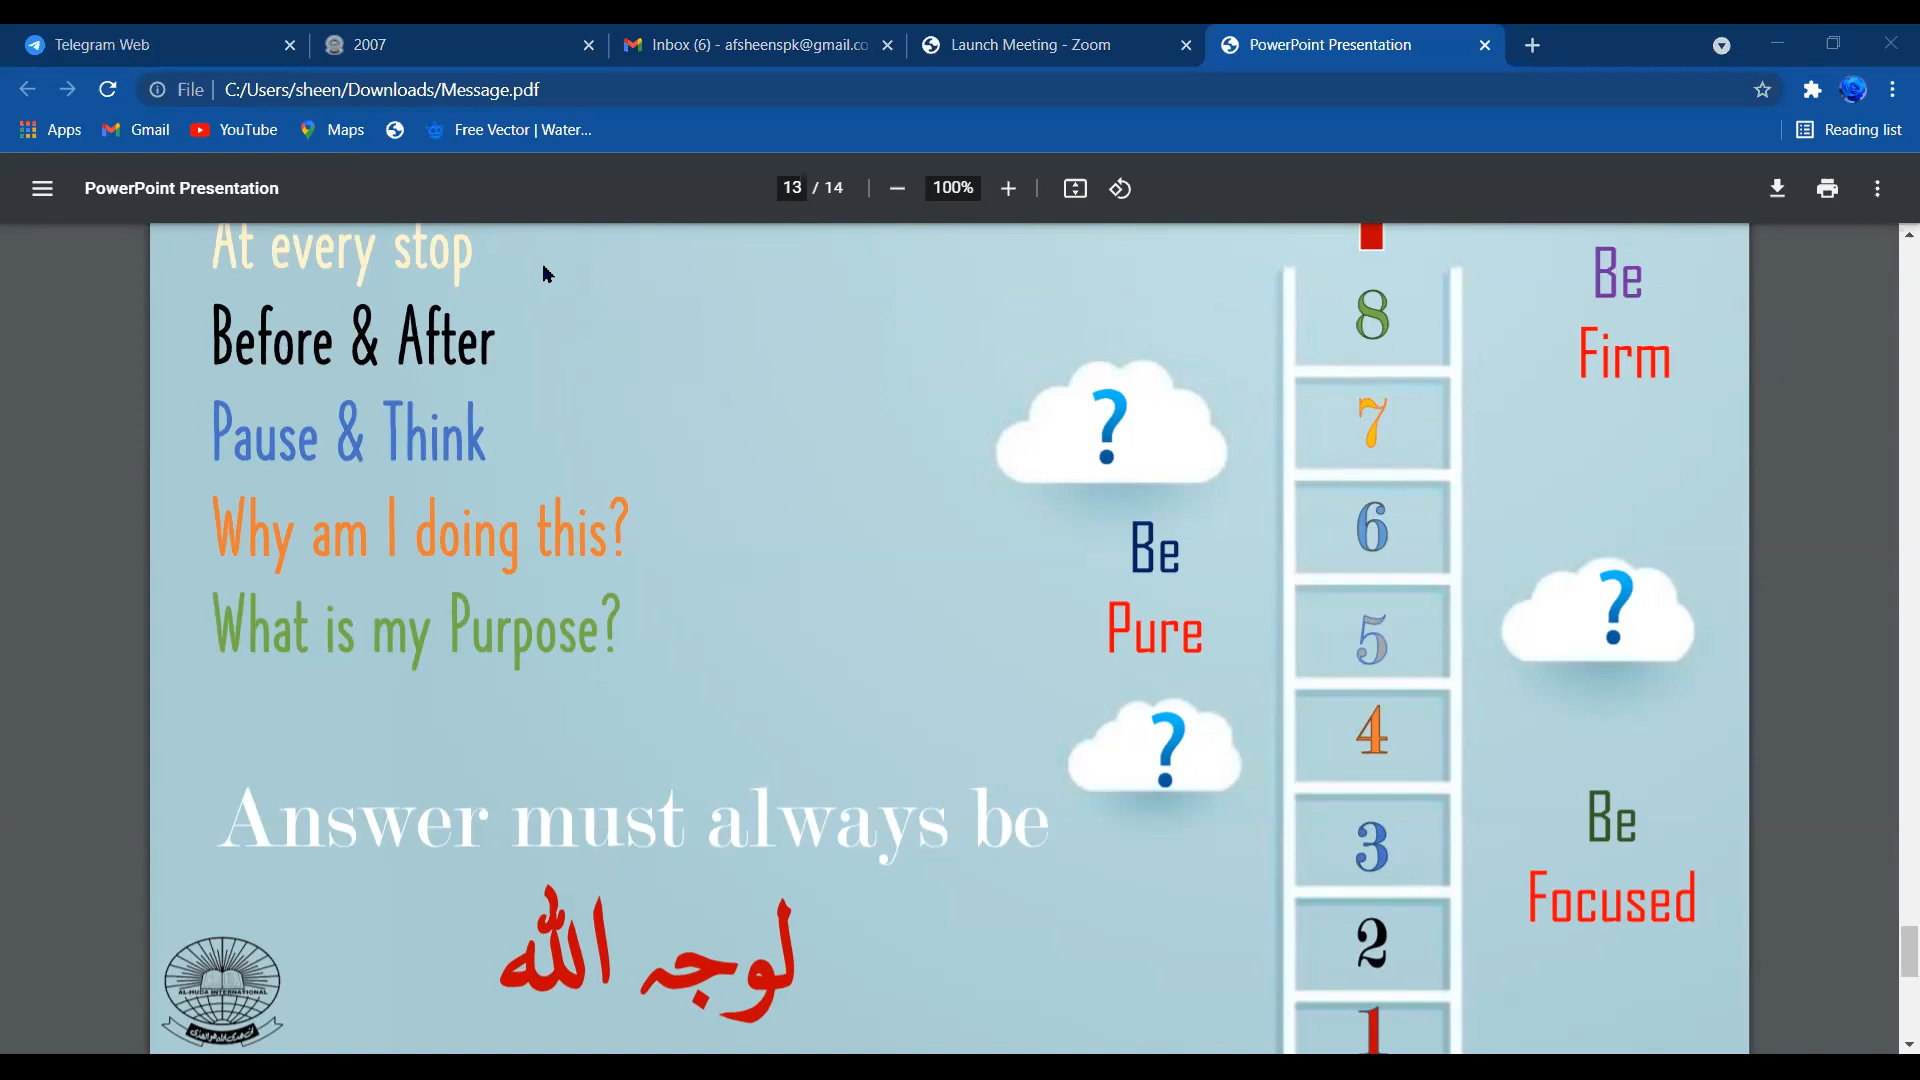 Telegram Web
2007
Inbox (6) - afsheenspk@gmail.co
Launch Meeting - Zoom
PowerPoint Presentation
File
C:/Users/sheen/Downloads/Message.pdf
Apps
Gmail
YouTube
Maps
Free Vector | Water...
Reading list
PowerPoint Presentation
13 / 14
100%
At every stop
Before & After
Pause & Think
Why am I doing this?
What is my Purpose?
Answer must always be
لوجہ اللہ
AL-HUDA INTERNATIONAL
?
Be
Pure
?
8
7
6
5
4
3
2
1
Be
Firm
?
Be
Focused